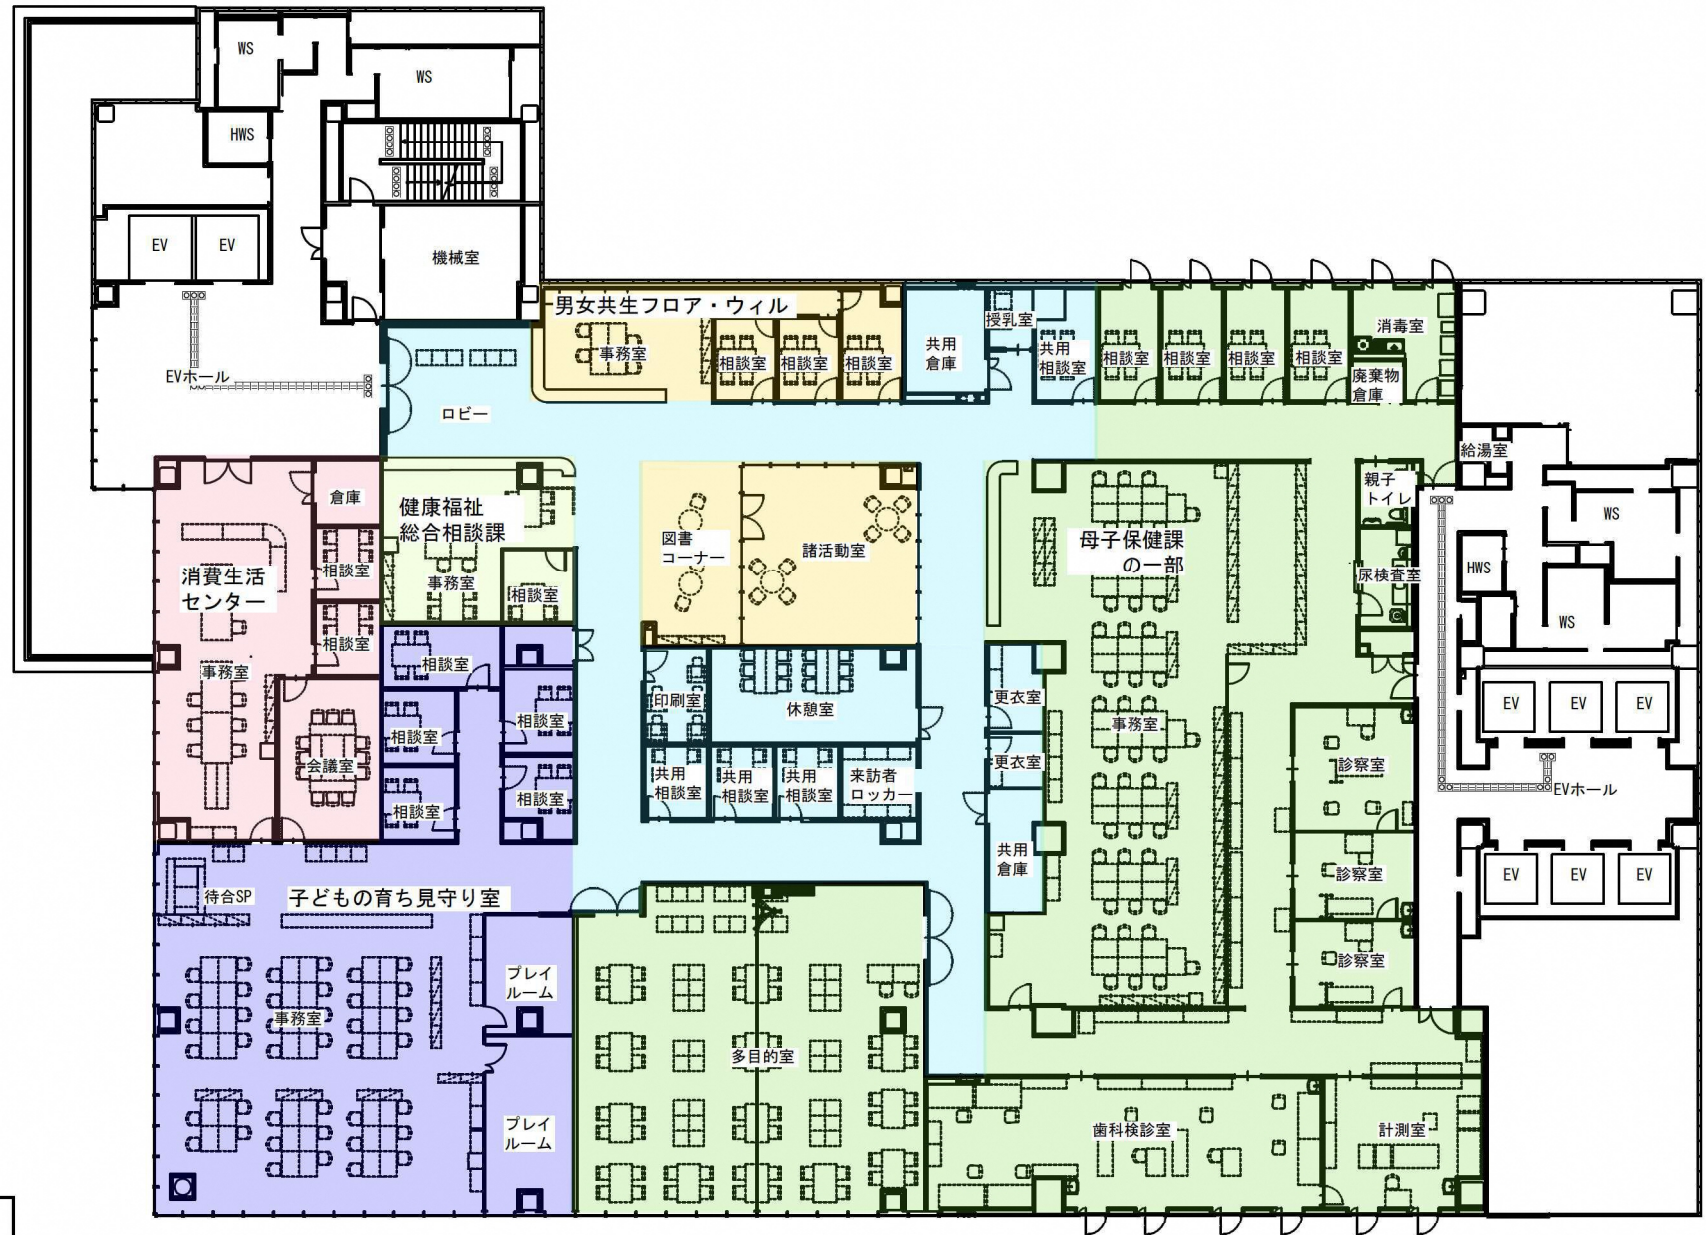 WS
WS
HWS
EV
EV
機械室
EVホール
ロビー
男女共生フロア・ウィル
事務室
相談室
相談室
相談室
共用
倉庫
授乳室
共用
相談室
相談室
相談室
相談室
相談室
消毒室
廃棄物
倉庫
給湯室
倉庫
相談室
相談室
消費生活
センター
事務室
会議室
健康福祉
総合相談課
事務室
相談室
図書
コーナー
諸活動室
母子保健課
の一部
事務室
親子
トイレ
尿検査室
WS
HWS
WS
相談室
相談室
相談室
相談室
相談室
印刷室
休憩室
共用
相談室
共用
相談室
共用
相談室
来訪者
ロッカー
更衣室
更衣室
共用
倉庫
診察室
診察室
診察室
EV
EV
EV
EVホール
EV
EV
EV
待合SP
子どもの育ち見守り室
事務室
プレイ
ルーム
プレイ
ルーム
多目的室
歯科検診室
計測室